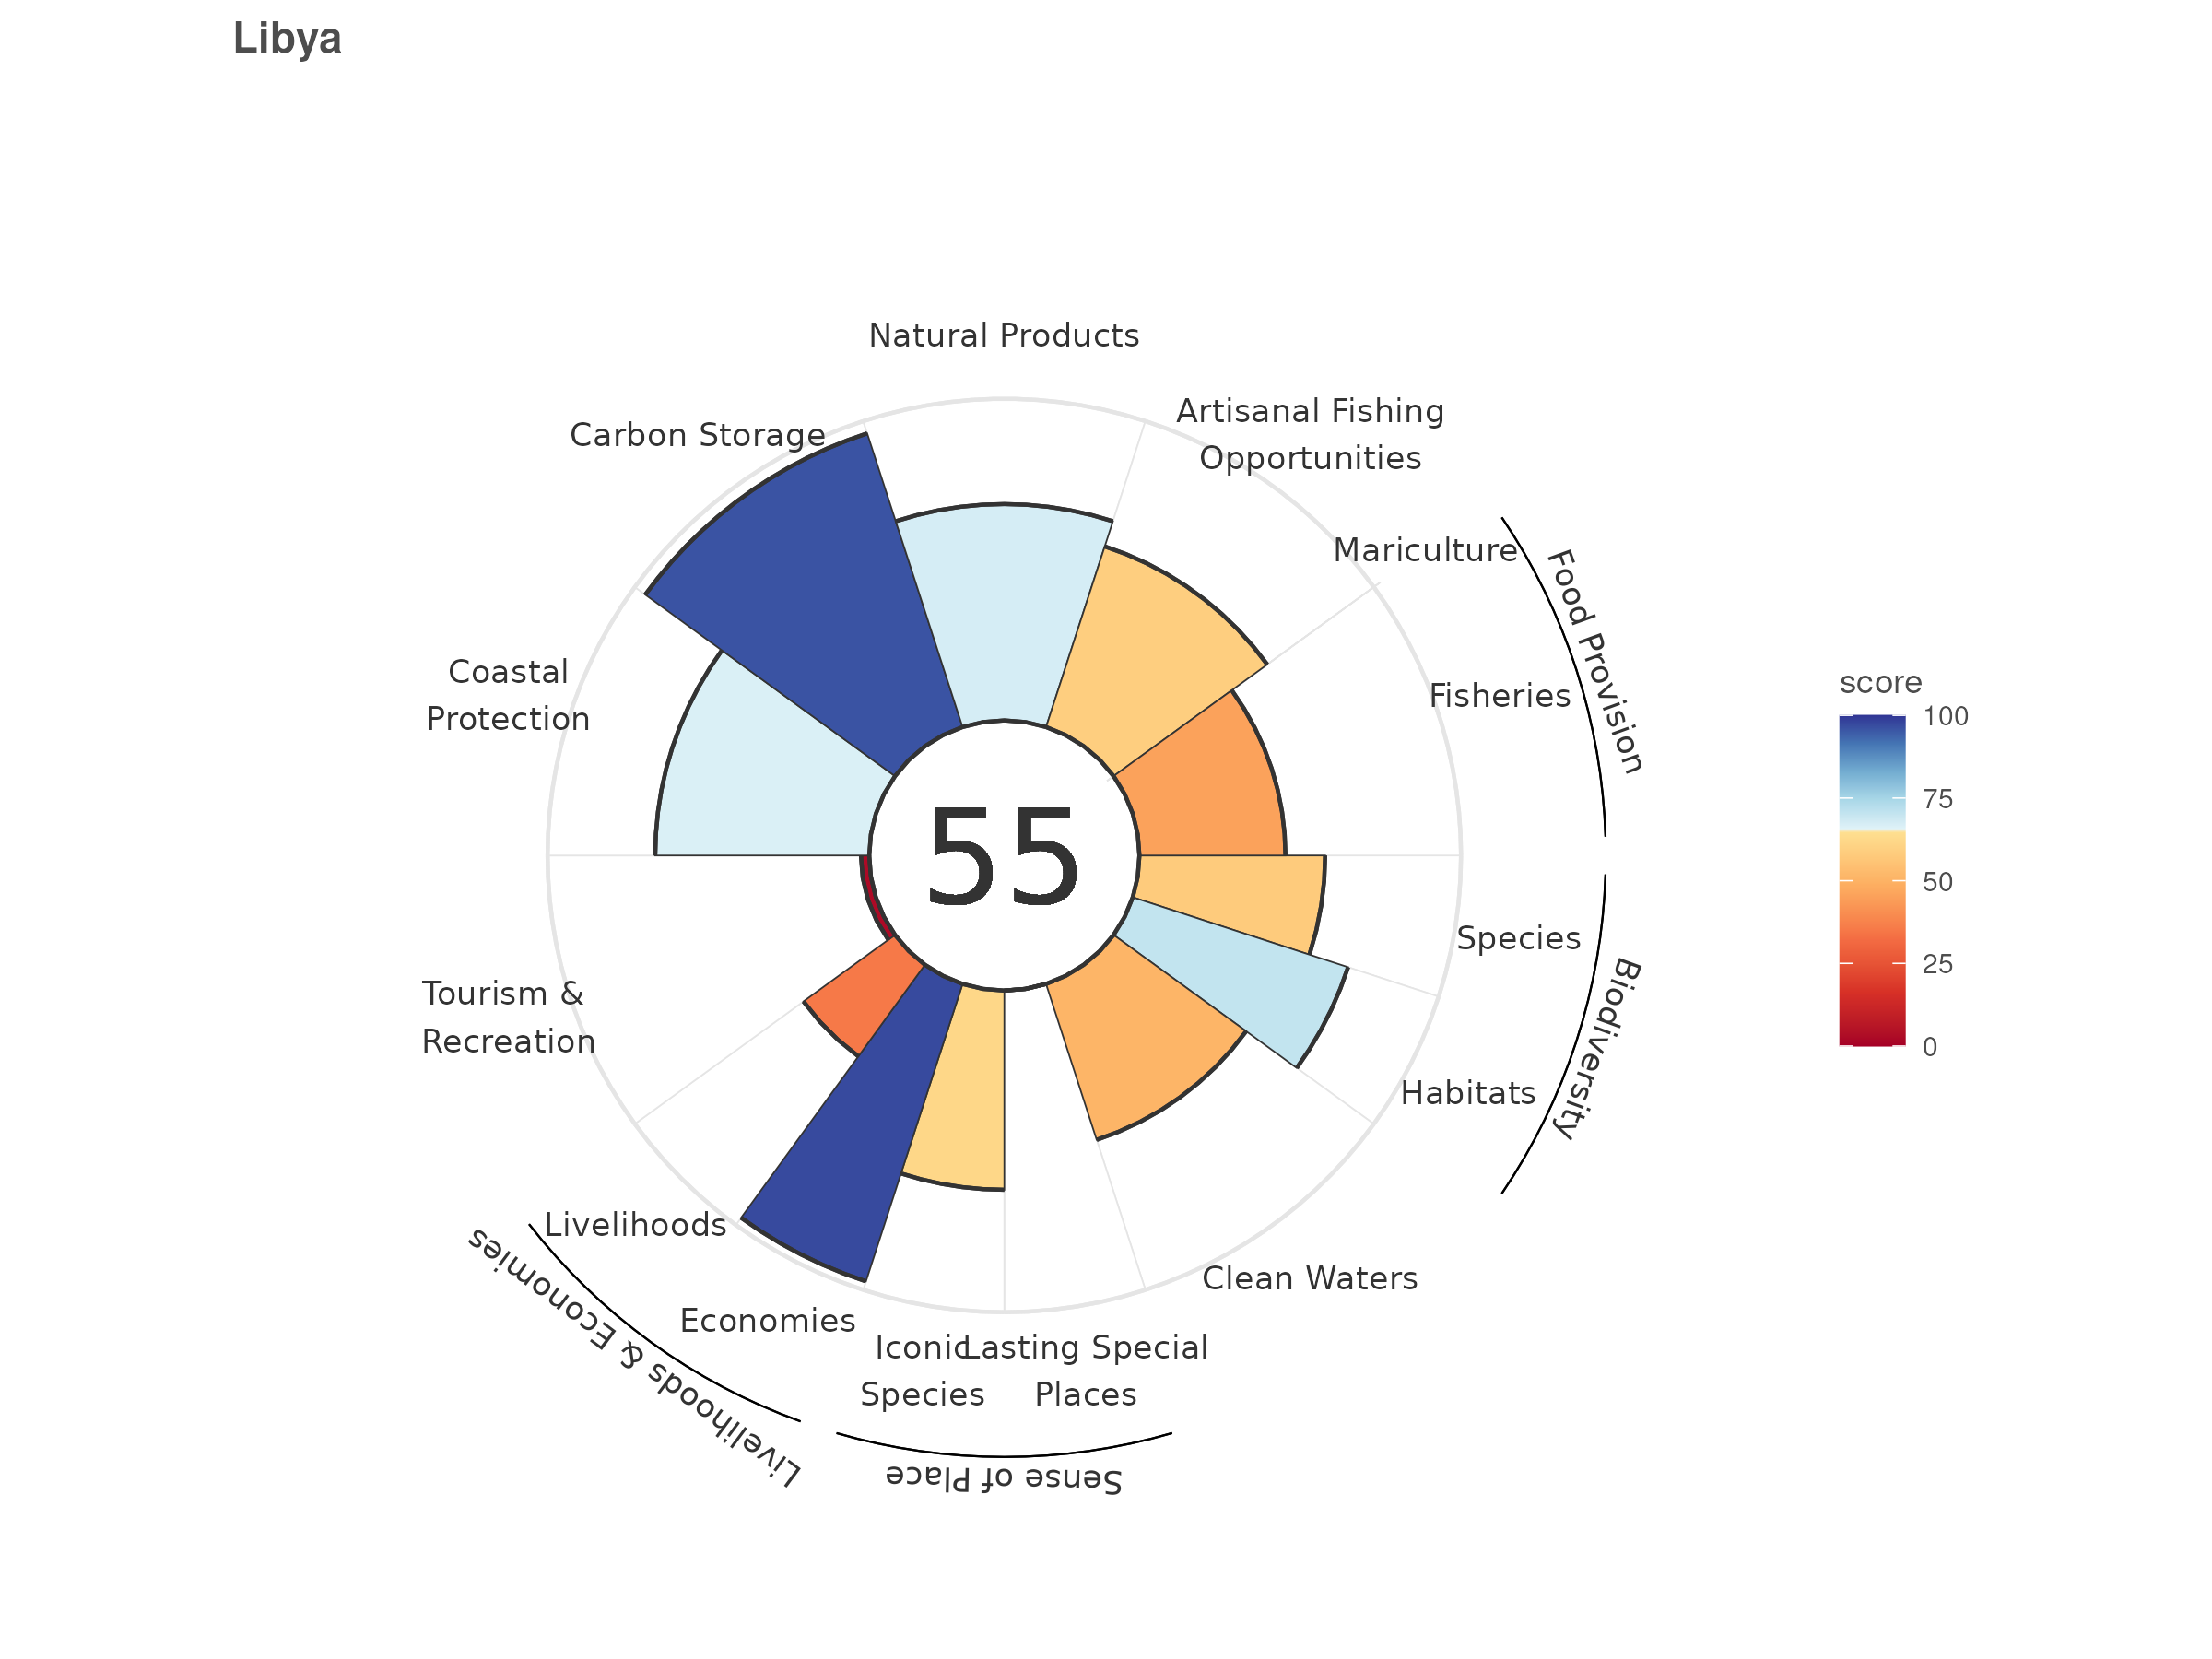 Libya
Natural Products
Artisanal Fishing
Opportunities
Carbon Storage
Mariculture
Food Provision
Fisheries
Coastal
Protection
score
100
75
50
25
0
55
Species
Biodiversity
Habitats
Tourism &
Recreation
Clean Waters
Livelihoods
Economies
Livelihoods & Economies
Iconic
Species
Lasting Special
Places
Sense of Place